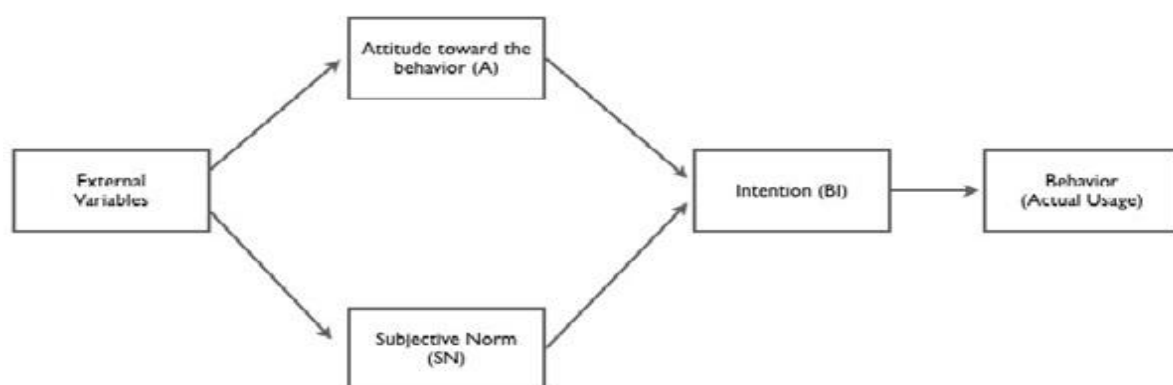 Attitude toward the
behavior (A)
External
Variables
Intention (BI)
Behavior
(Actual Usage)
Subjective Norm
(SN)